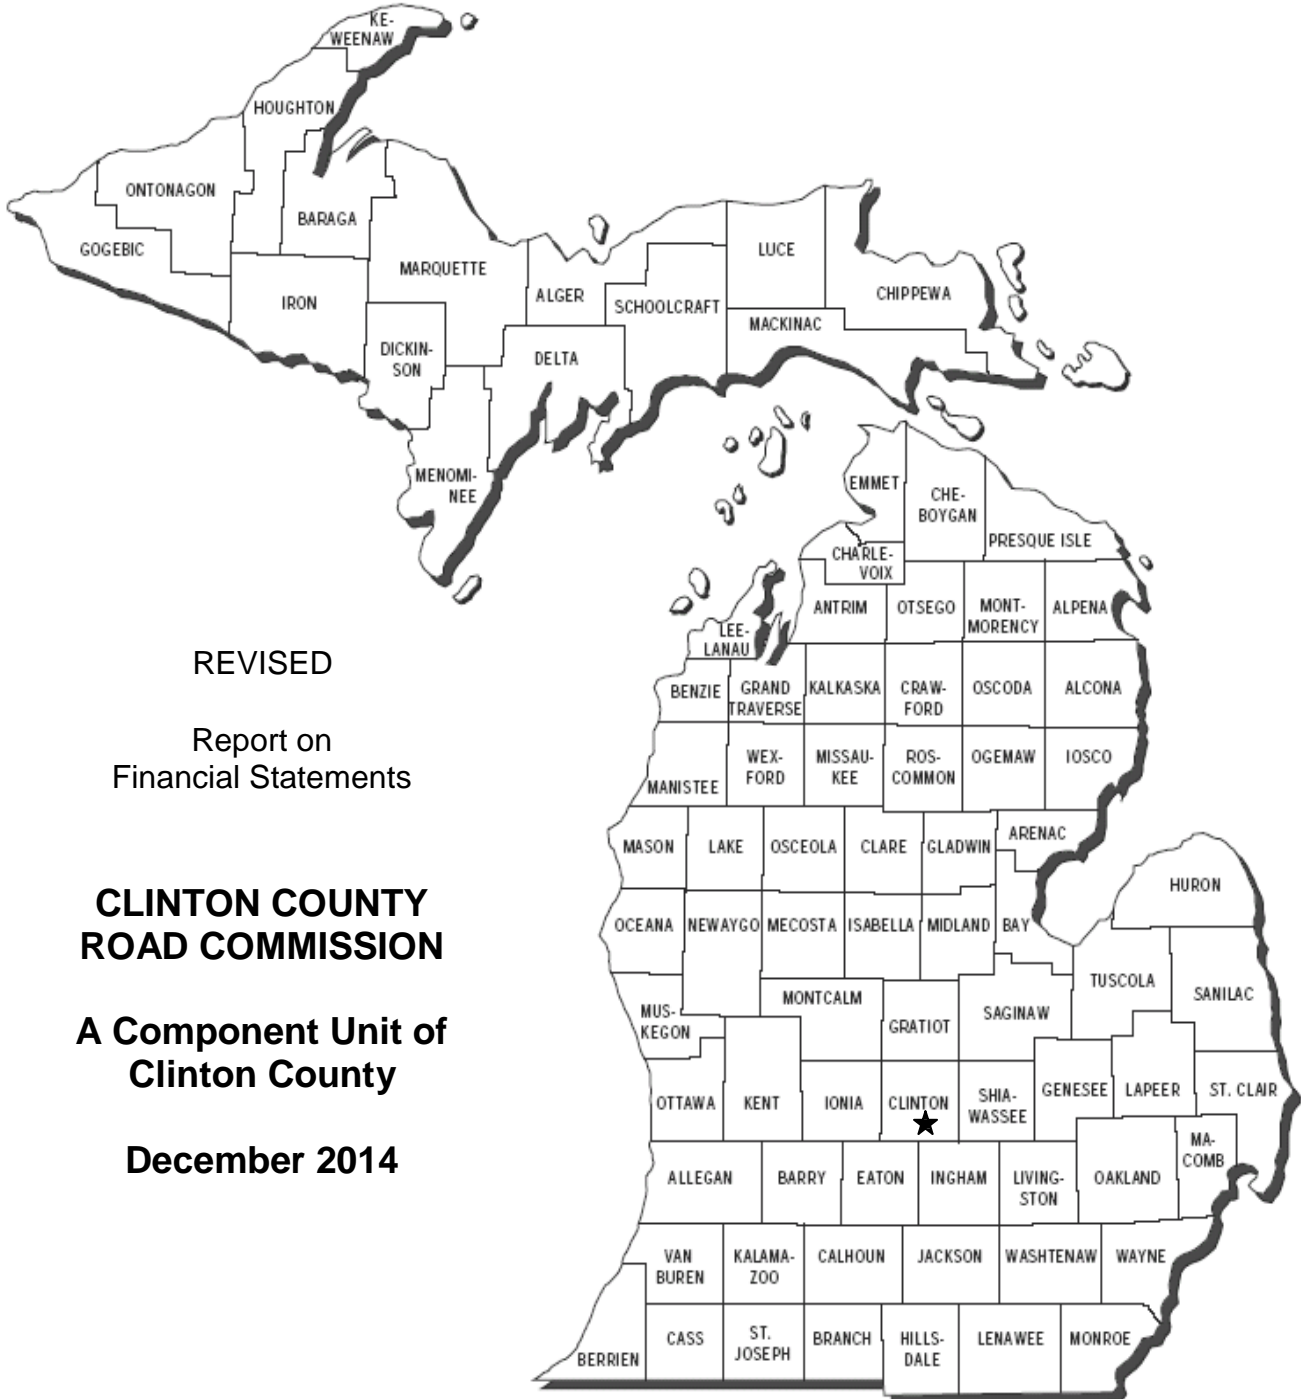 KE-
WEENAW
HOUGHTON
ONTONAGON
BARAGA
GOGEBIC
MARQUETTE
LUCE
IRON
ALGER
SCHOOLCRAFT
CHIPPEWA
MACKINAC
DICKIN-
SON
DELTA
MENOMI-
NEE
EMMET
CHE-
BOYGAN
PRESQUE ISLE
CHARLE-
VOIX
ANTRIM
OTSEGO
MONT-
MORENCY
ALPENA
LEE-
LANAU
BENZIE
GRAND
TRAVERSE
KALKASKA
CRAW-
FORD
OSCODA
ALCONA
MANISTEE
WEX-
FORD
MISSAU-
KEE
ROS-
COMMON
OGEMAW
IOSCO
MASON
LAKE
OSCEOLA
CLARE
GLADWIN
ARENAC
HURON
OCEANA
NEWAYGO
MECOSTA
ISABELLA
MIDLAND
BAY
TUSCOLA
SANILAC
MUS-
KEGON
MONTCALM
GRATIOT
SAGINAW
OTTAWA
KENT
IONIA
CLINTON
SHIA-
WASSEE
GENESEE
LAPEER
ST. CLAIR
ALLEGAN
BARRY
EATON
INGHAM
LIVING-
STON
OAKLAND
MA-
COMB
VAN
BUREN
KALAMA-
ZOO
CALHOUN
JACKSON
WASHTENAW
WAYNE
BERRIEN
CASS
ST.
JOSEPH
BRANCH
HILLS-
DALE
LENAWEE
MONROE
REVISED
Report on
Financial Statements
CLINTON COUNTY
ROAD COMMISSION
A Component Unit of
Clinton County
December 2014